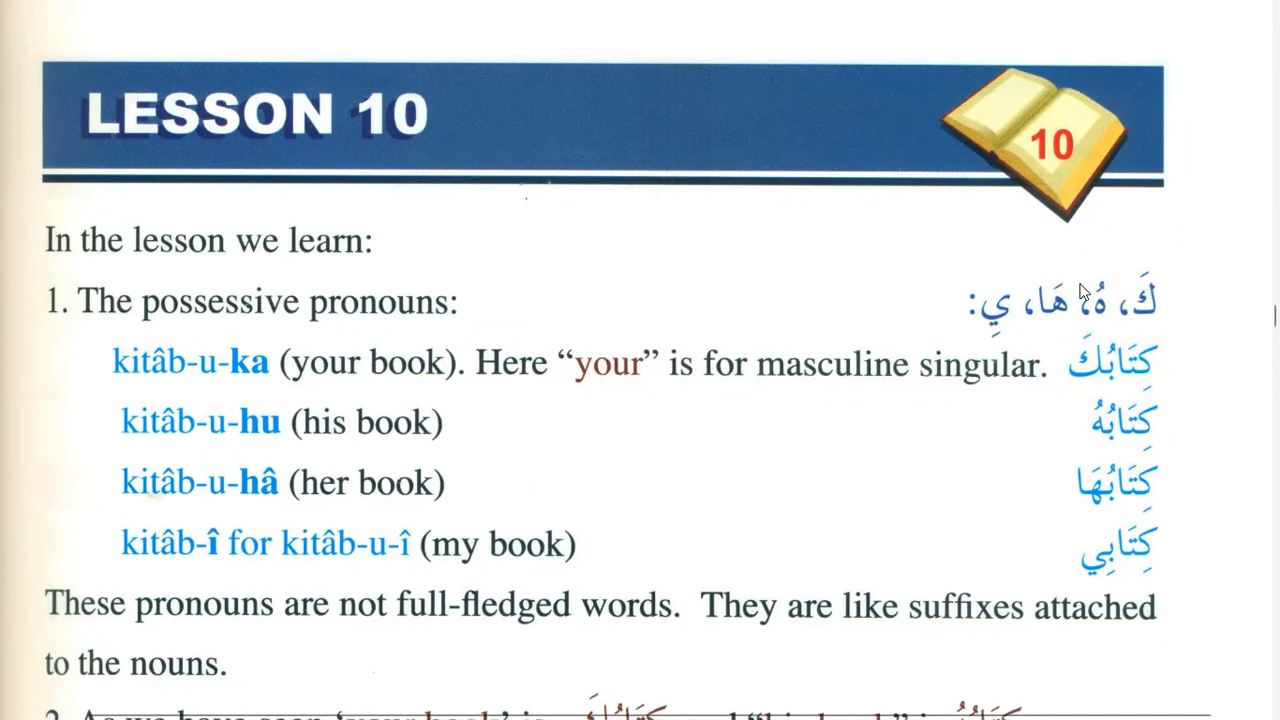 LESSON 10
10
In the lesson we learn:
1. The possessive pronouns: كَ، هُ، هَا، يِ:
kitâb-u-ka (your book). Here “your” is for masculine singular. كِتَابُكَ
kitâb-u-hu (his book) كِتَابُهُ
kitâb-u-hâ (her book) كِتَابُهَا
kitâb-î for kitâb-u-î (my book) كِتَابِي
These pronouns are not full-fledged words. They are like suffixes attached
to the nouns.